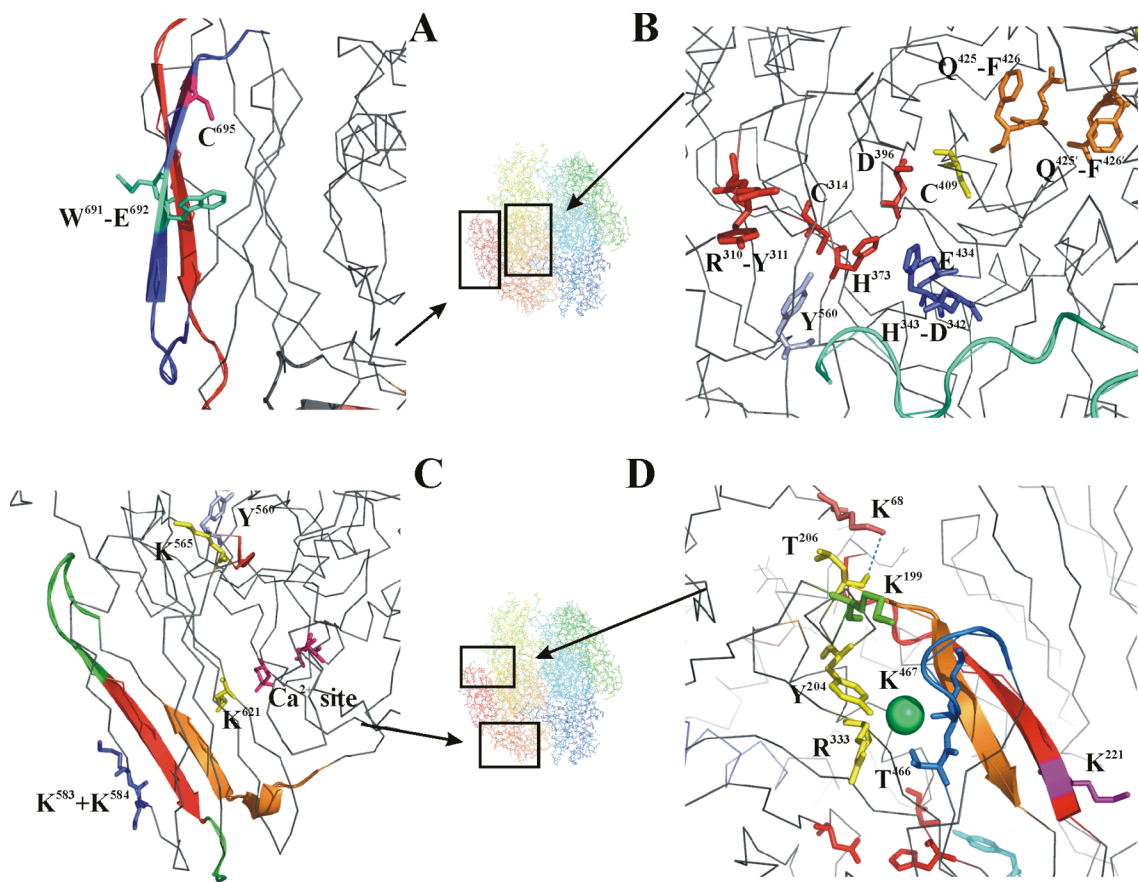 A
C⁶⁹⁵
W⁶⁹¹-E⁶⁹²
B
Q⁴²⁵-F⁴²⁶
D³⁹⁶
Q⁴²⁵'-F⁴²⁶'
C⁴⁰⁹
C³¹⁴
R³¹⁰-Y³¹¹
E⁴³⁴
H³⁷³
Y⁵⁶⁰
H³⁴³-D³⁴²
C
Y⁵⁶⁰
K⁵⁶⁵
Ca²⁺ site
K⁶²¹
K⁵⁸³+K⁵⁸⁴
D
K⁶⁸
T²⁰⁶
K¹⁹⁹
K⁴⁶⁷
Y²⁰⁴
R³³³
T⁴⁶⁶
K²²¹